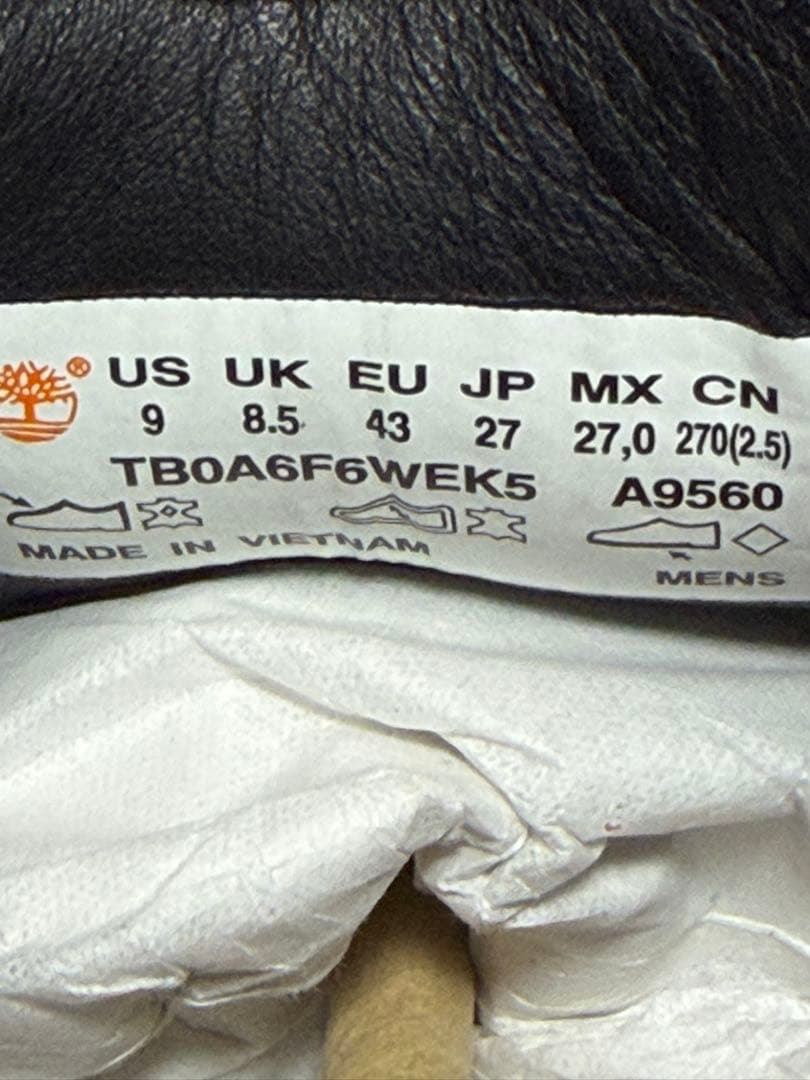 ® US UK EU JP MX CN
9 8.5 43 27 27,0 270(2.5)
TB0A6F6WEK5 A9560
MADE IN VIETNAM
MENS